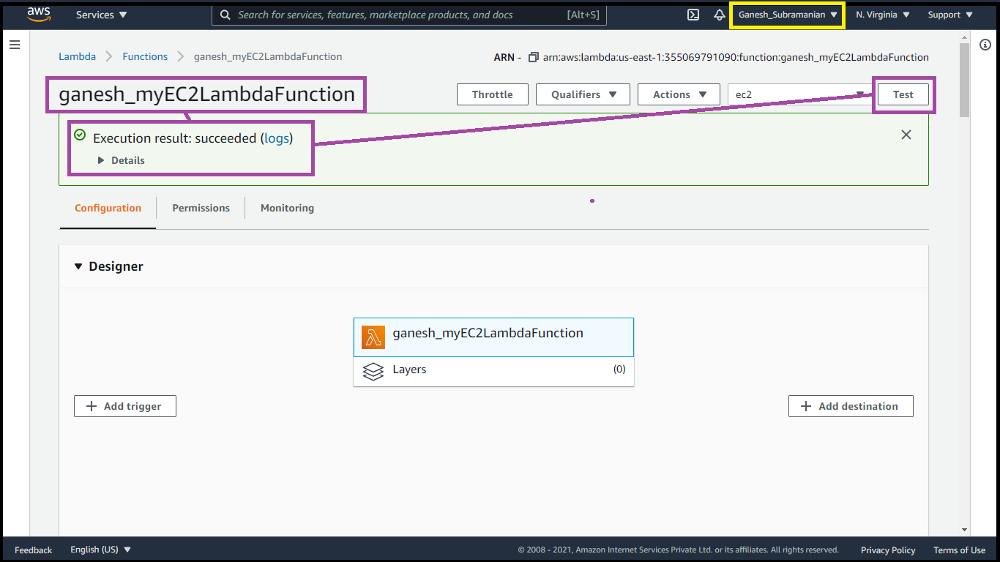 aws Services Search for services, features, marketplace products, and docs [Alt+S] Ganesh_Subramanian N. Virginia Support
Lambda Functions ganesh_myEC2LambdaFunction ARN - arn:aws:lambda:us-east-1:355069791090:function:ganesh_myEC2LambdaFunction
ganesh_myEC2LambdaFunction Throttle Qualifiers Actions ec2 Test
Execution result: succeeded (logs)
Details
Configuration Permissions Monitoring
Designer
ganesh_myEC2LambdaFunction
Layers (0)
Add trigger Add destination
Feedback English (US) © 2008 - 2021, Amazon Internet Services Private Ltd. or its affiliates. All rights reserved. Privacy Policy Terms of Use